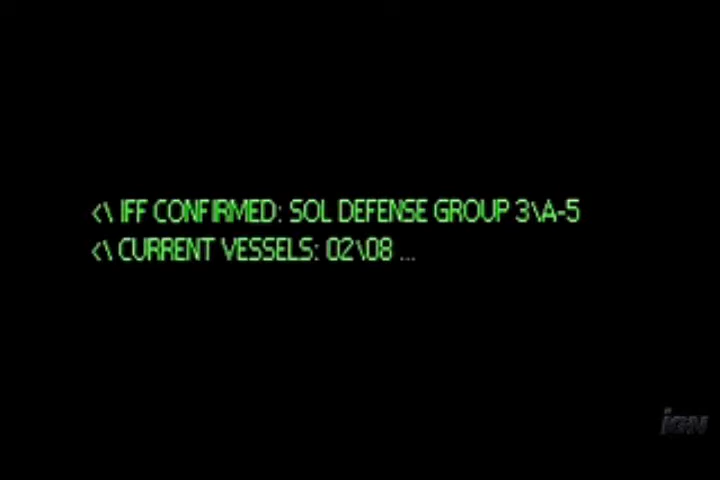 <\ IFF CONFIRMED: SOL DEFENSE GROUP 3\A-5
<\ CURRENT VESSELS: 02\08 ...
IGN